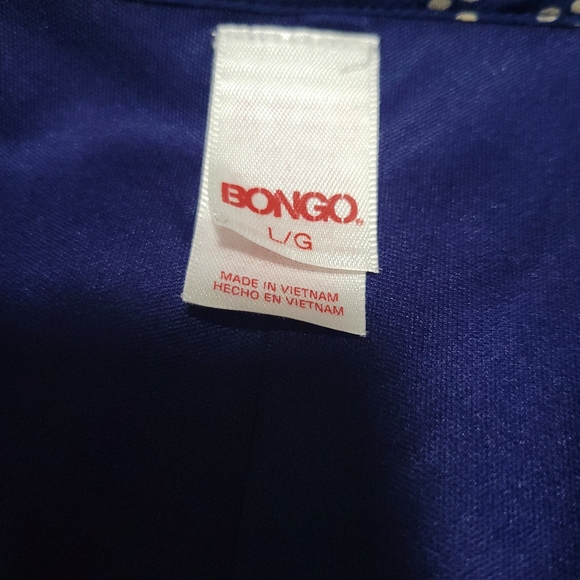 BONGO®
L/G
MADE IN VIETNAM
HECHO EN VIETNAM